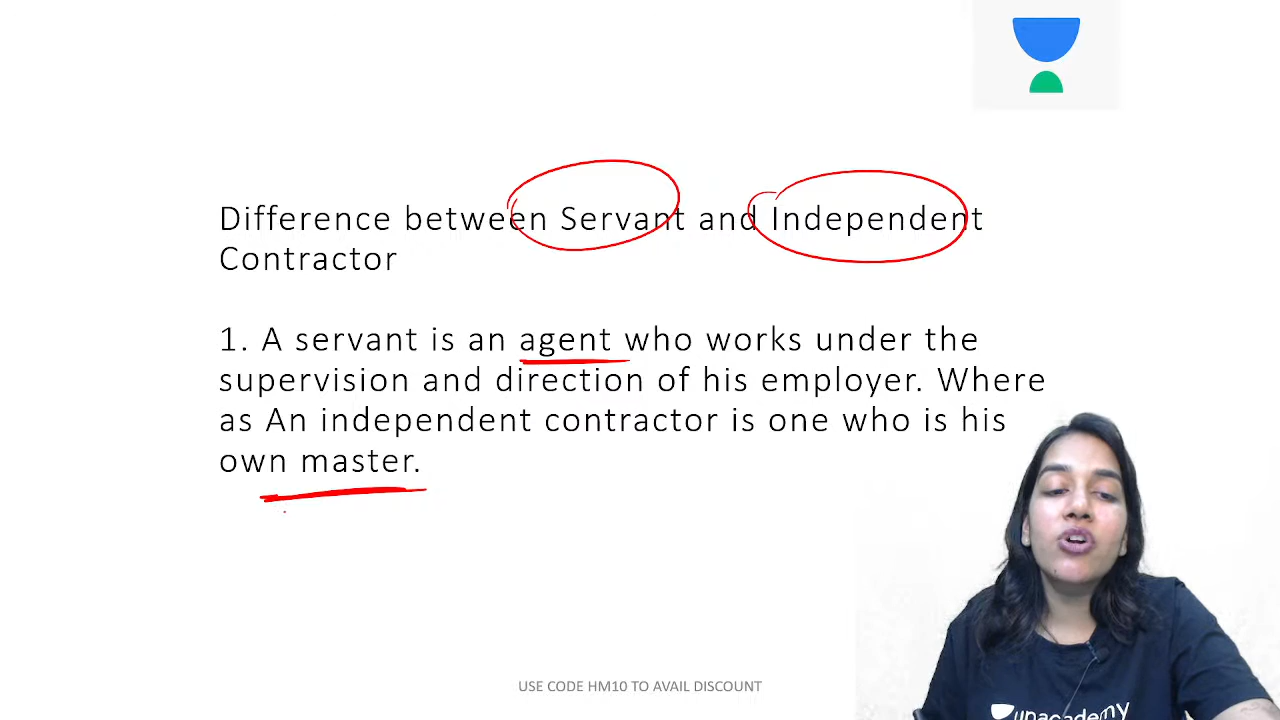 Difference between Servant and Independent
Contractor
1. A servant is an agent who works under the
supervision and direction of his employer. Where
as An independent contractor is one who is his
own master.
USE CODE HM10 TO AVAIL DISCOUNT
unacademy